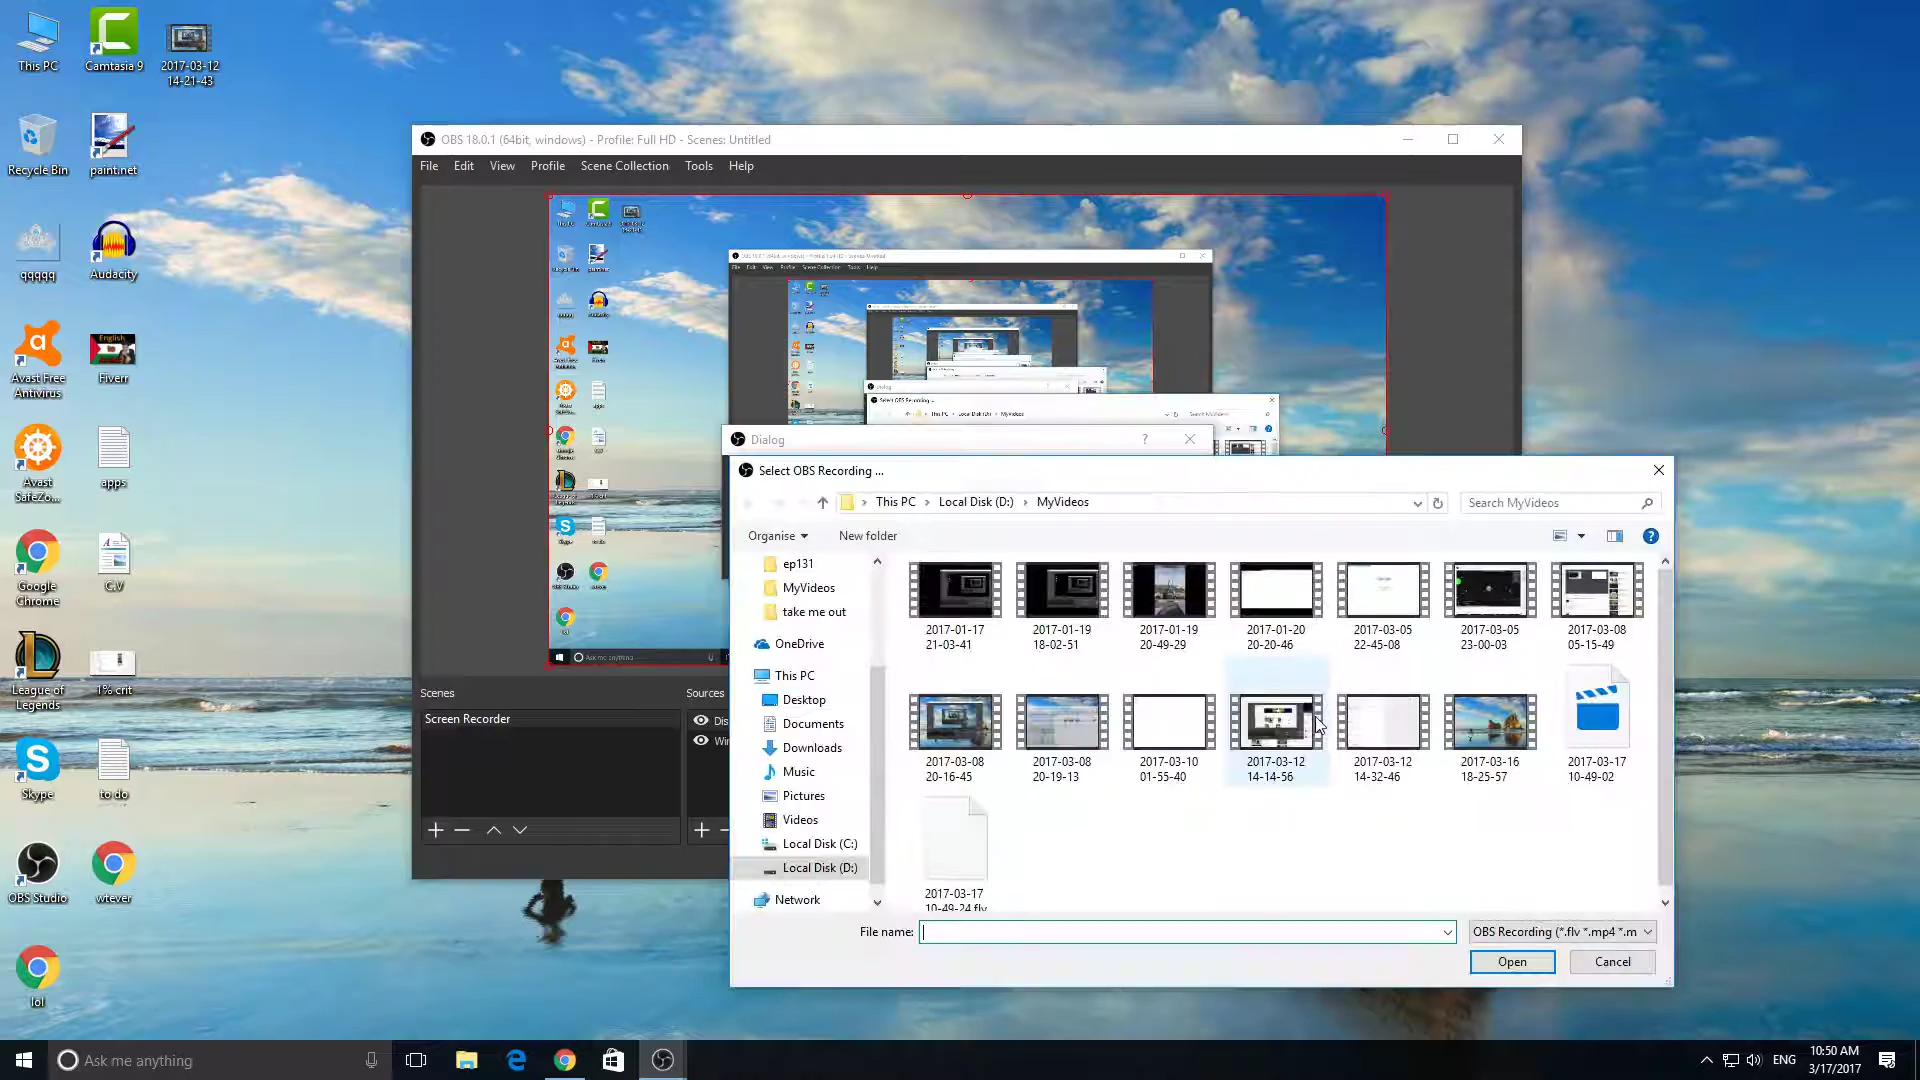 This PC
Camtasia 9
2017-03-12
14-21-43
Recycle Bin
paint.net
qqqqq
Audacity
Avast Free
Antivirus
English
Fiverr
Avast
SafeZo...
apps
Google
Chrome
C.V
League of
Legends
1% crit
Skype
to do
OBS Studio
wtever
lol
OBS 18.0.1 (64bit, windows) - Profile: Full HD - Scenes: Untitled
File
Edit
View
Profile
Scene Collection
Tools
Help
Scenes
Screen Recorder
Sources
Dis
Wi
Dialog
?
Select OBS Recording ...
This PC
Local Disk (D:)
MyVideos
Search MyVideos
Organise
New folder
ep131
MyVideos
take me out
OneDrive
This PC
Desktop
Documents
Downloads
Music
Pictures
Videos
Local Disk (C:)
Local Disk (D:)
Network
2017-01-17
21-03-41
2017-01-19
18-02-51
2017-01-19
20-49-29
2017-01-20
20-20-46
2017-03-05
22-45-08
2017-03-05
23-00-03
2017-03-08
05-15-49
2017-03-08
20-16-45
2017-03-08
20-19-13
2017-03-10
01-55-40
2017-03-12
14-14-56
2017-03-12
14-32-46
2017-03-16
18-25-57
2017-03-17
10-49-02
2017-03-17
10-49-24.flv
File name:
OBS Recording (*.flv *.mp4 *.m
Open
Cancel
Ask me anything
ENG
10:50 AM
3/17/2017